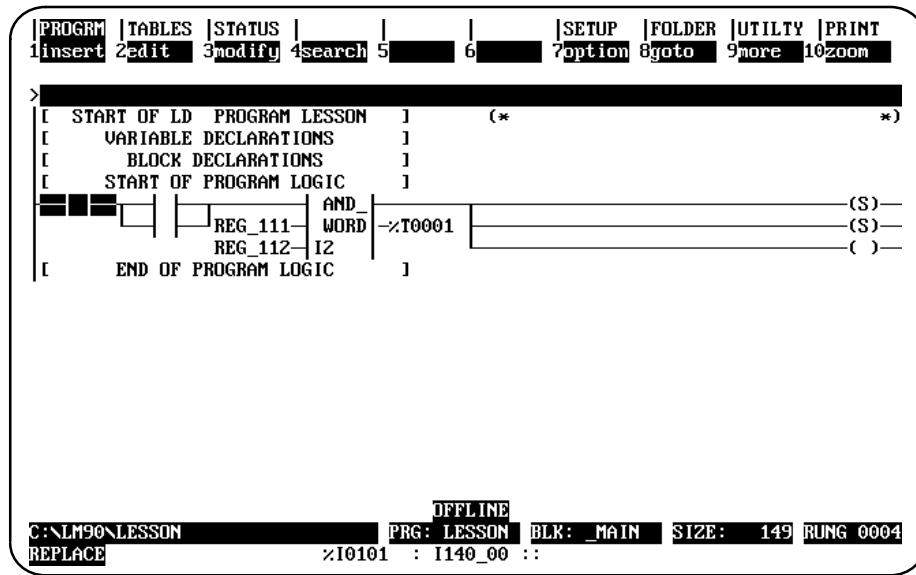 PROGRM |TABLES |STATUS | | | |SETUP |FOLDER |UTILTY |PRINT
1insert 2edit 3modify 4search 5 6 7option 8goto 9more 10zoom
>
[ START OF LD PROGRAM LESSON ] (* *)
[ VARIABLE DECLARATIONS ]
[ BLOCK DECLARATIONS ]
[ START OF PROGRAM LOGIC ]
AND_ (S)
REG_111 WORD %T0001 (S)
REG_112 I2 ( )
[ END OF PROGRAM LOGIC ]
OFFLINE
C:\LM90\LESSON PRG: LESSON BLK: _MAIN SIZE: 149 RUNG 0004
REPLACE %I0101 : I140_00 ::